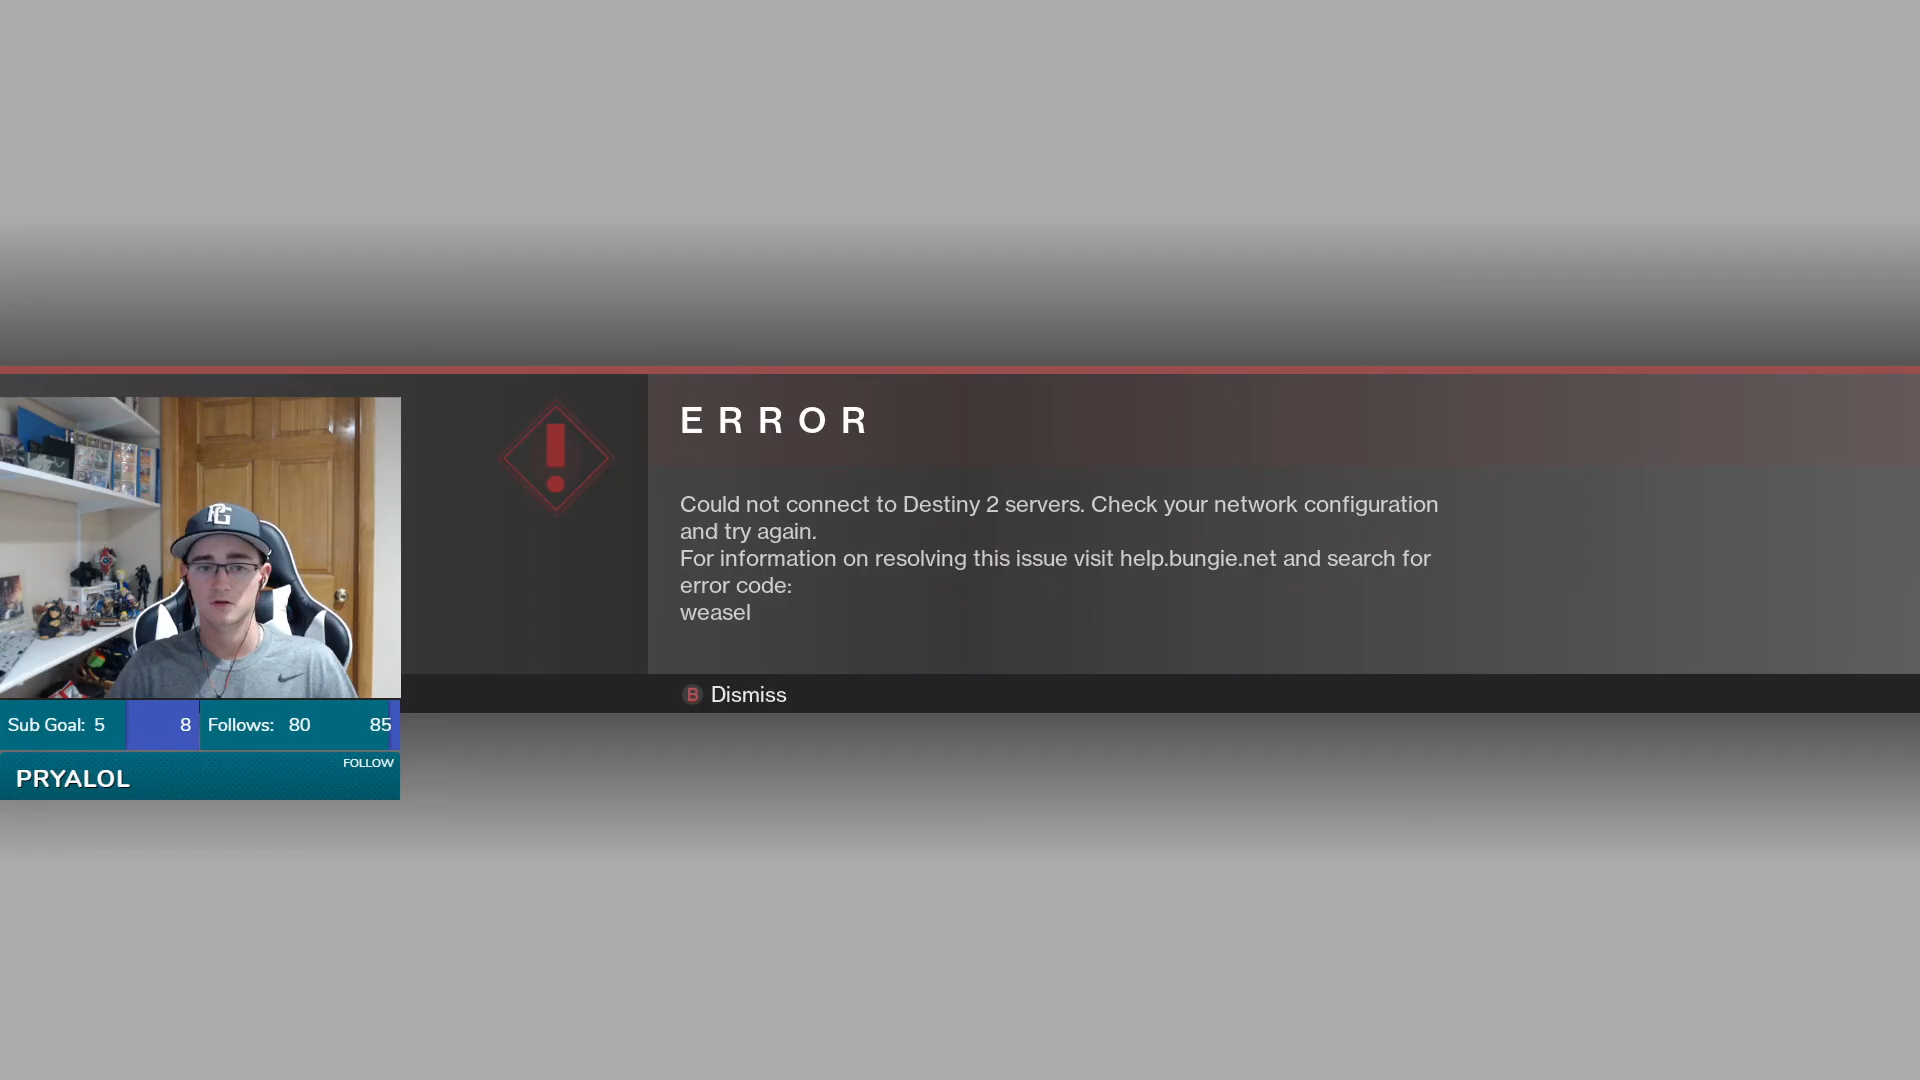 ERROR
Could not connect to Destiny 2 servers. Check your network configuration
and try again.
For information on resolving this issue visit help.bungie.net and search for
error code:
weasel
B Dismiss
PG
Sub Goal: 5 8 Follows: 80 85
FOLLOW
PRYALOL